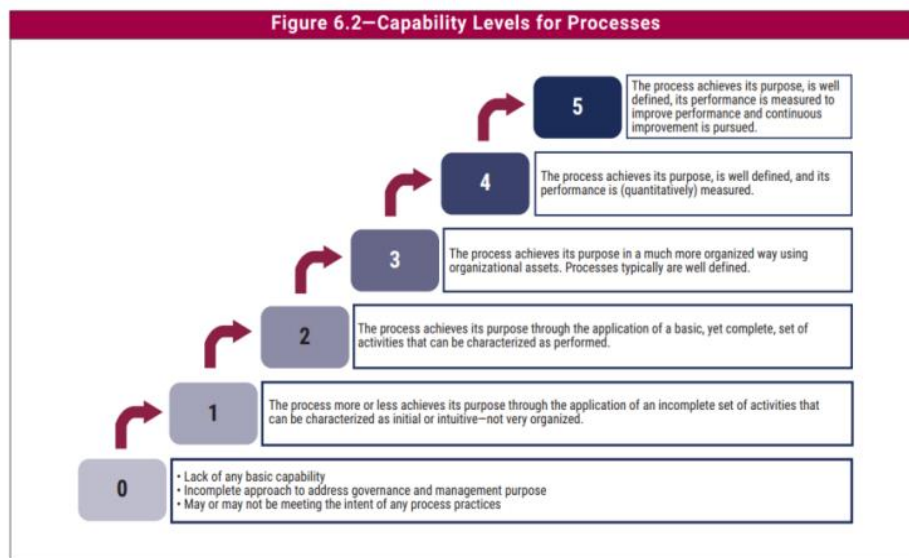 Figure 6.2—Capability Levels for Processes
5
The process achieves its purpose, is well
defined, its performance is measured to
improve performance and continuous
improvement is pursued.
4
The process achieves its purpose, is well defined, and its
performance is (quantitatively) measured.
3
The process achieves its purpose in a much more organized way using
organizational assets. Processes typically are well defined.
2
The process achieves its purpose through the application of a basic, yet complete, set of
activities that can be characterized as performed.
1
The process more or less achieves its purpose through the application of an incomplete set of activities that
can be characterized as initial or intuitive—not very organized.
0
• Lack of any basic capability
• Incomplete approach to address governance and management purpose
• May or may not be meeting the intent of any process practices